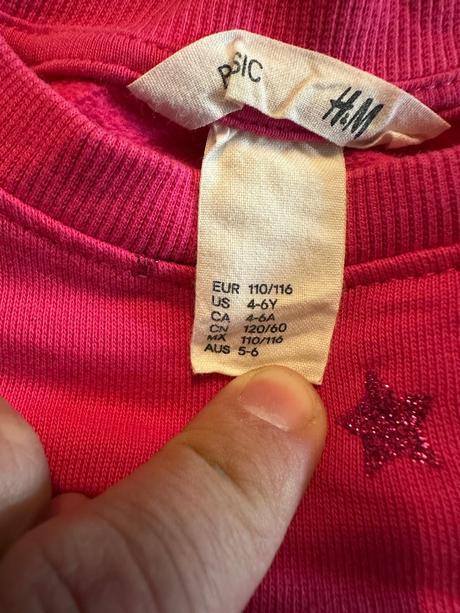 BASIC
H&M
EUR 110/116
US 4-6Y
CA 4-6A
CN 120/60
MX 110/116
AUS 5-6